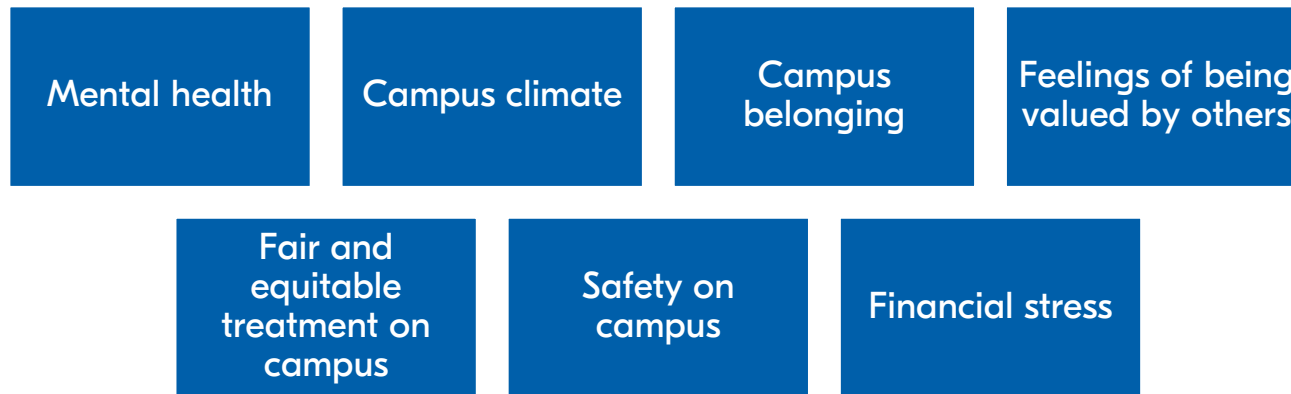 Mental health
Campus climate
Campus
belonging
Feelings of being
valued by others
Fair and
equitable
treatment on
campus
Safety on
campus
Financial stress